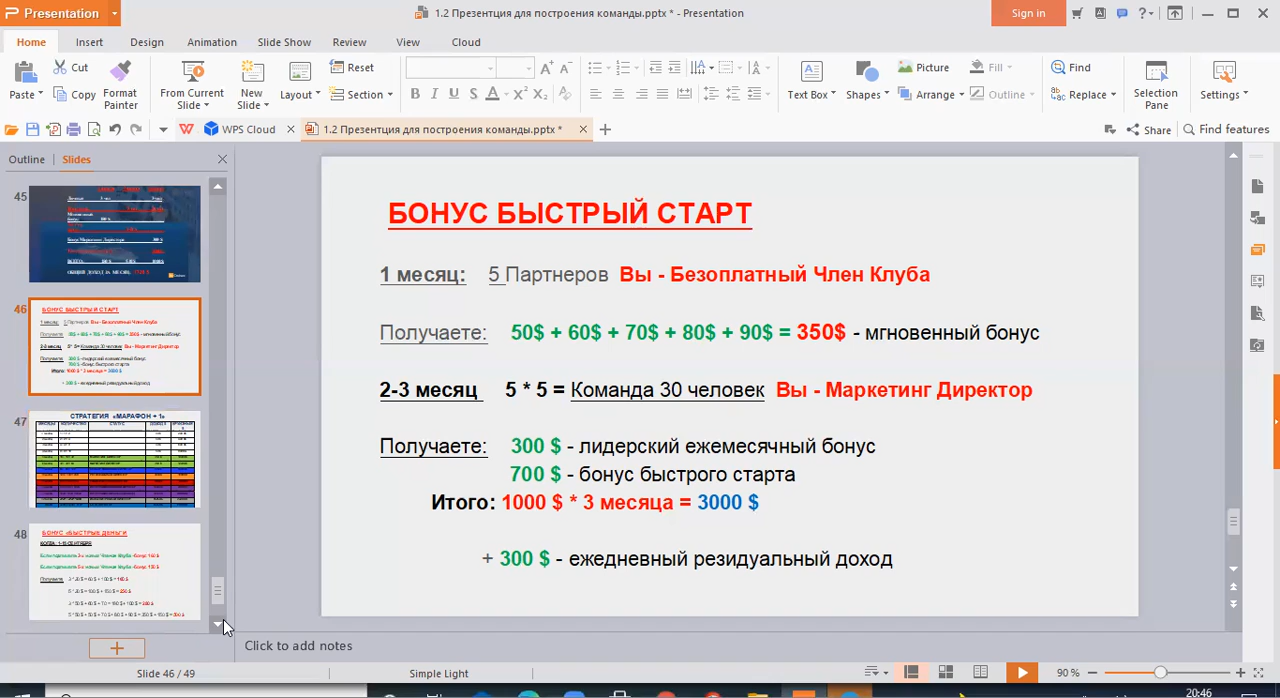 Presentation
1.2 Презентция для построения команды.pptx * - Presentation
Sign in
Home Insert Design Animation Slide Show Review View Cloud
Paste Cut Copy Format Painter
From Current Slide New Slide Layout Reset Section
B I U S A X² X₂
Text Box Shapes Picture Arrange Fill Outline
Find Replace Selection Pane Settings
WPS Cloud
1.2 Презентция для построения команды.pptx *
Share Find features
Outline Slides
45
46
47
СТРАТЕГИЯ «МАРАФОН + 1»
48
БОНУС БЫСТРЫЙ СТАРТ
1 месяц: 5 Партнеров Вы - Безоплатный Член Клуба
Получаете: 50$ + 60$ + 70$ + 80$ + 90$ = 350$ - мгновенный бонус
2-3 месяц 5 * 5 = Команда 30 человек Вы - Маркетинг Директор
Получаете: 300 $ - лидерский ежемесячный бонус
700 $ - бонус быстрого старта
Итого: 1000 $ * 3 месяца = 3000 $
+ 300 $ - ежедневный резидуальный доход
Click to add notes
Slide 46 / 49
Simple Light
90 %
20:46